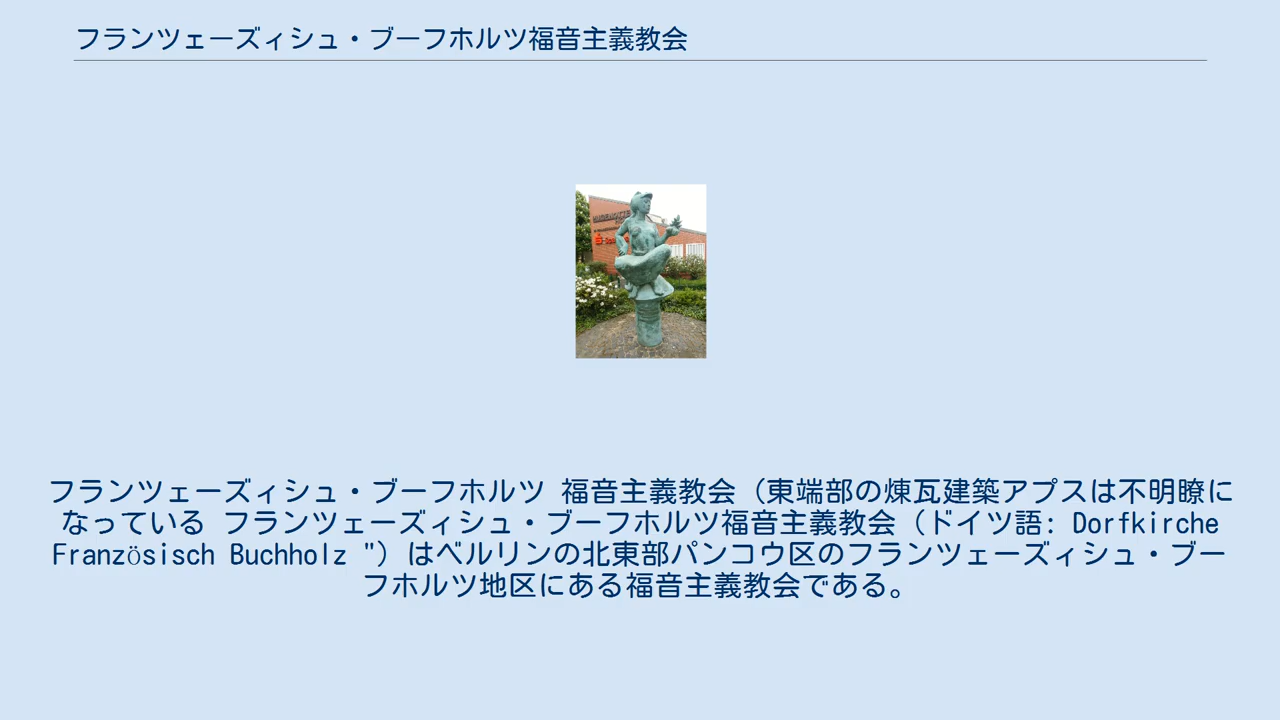 フランツェーズィシュ・ブーフホルツ福音主義教会
フランツェーズィシュ・ブーフホルツ 福音主義教会 (東端部の煉瓦建築アプスは不明瞭に
なっている フランツェーズィシュ・ブーフホルツ福音主義教会 (ドイツ語: Dorfkirche
Französisch Buchholz ") はベルリンの北東部パンコウ区のフランツェーズィシュ・ブー
フホルツ地区にある福音主義教会である。